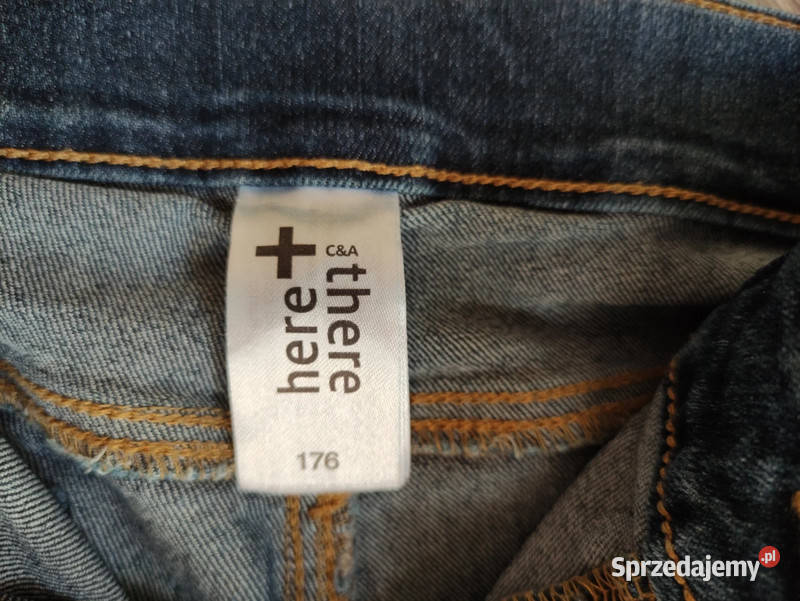 here +
C&A there
176
Sprzedajemy.pl